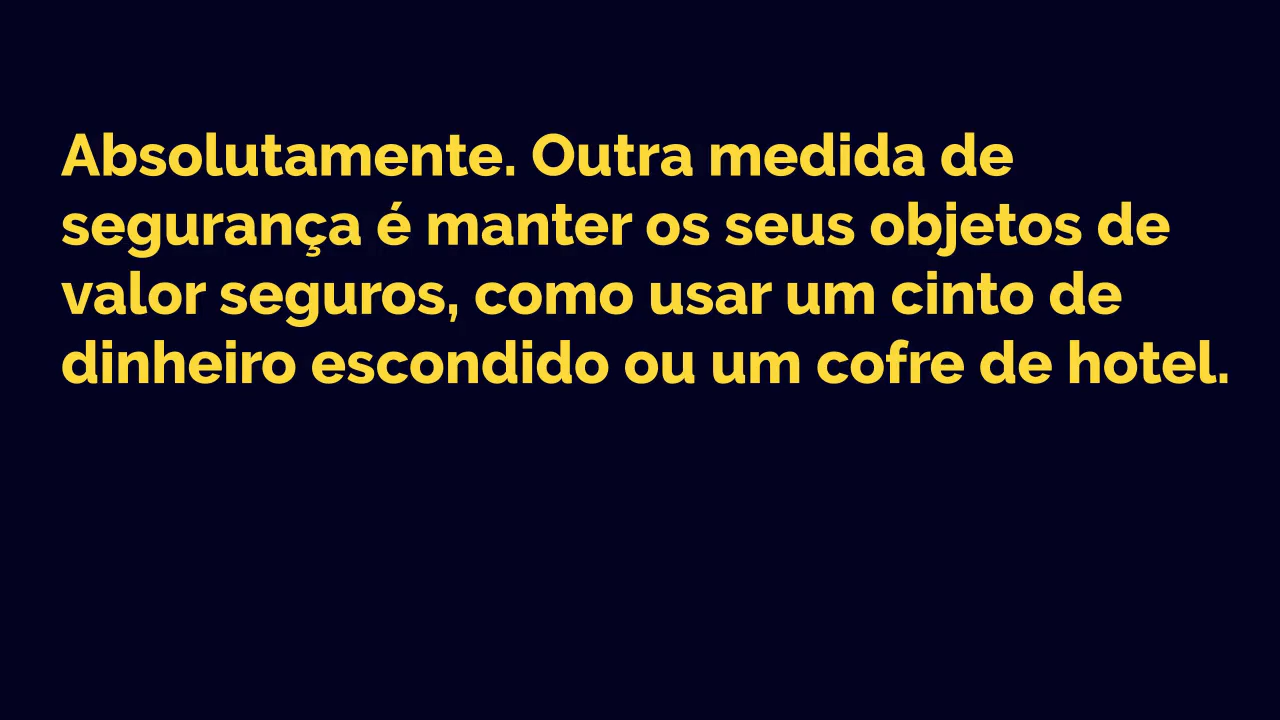 Absolutamente. Outra medida de
segurança é manter os seus objetos de
valor seguros, como usar um cinto de
dinheiro escondido ou um cofre de hotel.